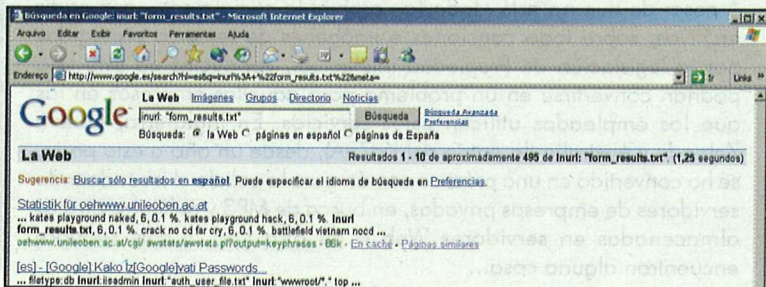 Búsqueda en Google: inurl: "form_results.txt" - Microsoft Internet Explorer
Arquivo Editar Exibir Favoritos Ferramentas Ajuda
Endereço http://www.google.es/search?hl=es&q=inurl%3A+%22form_results.txt%22&meta= Ir Links »
La Web Imágenes Grupos Directorio Noticias
Google inurl: "form_results.txt" Búsqueda Búsqueda Avanzada
Preferencias
Búsqueda: la Web páginas en español páginas de España
La Web Resultados 1 - 10 de aproximadamente 495 de Inurl: "form_results.txt". (1,25 segundos)
Sugerencia: Buscar sólo resultados en español. Puede especificar el idioma de búsqueda en Preferencias.
Statistik für oehwww.unileoben.ac.at
... kates playground naked, 6, 0.1 %. kates playground hack, 6, 0.1 %. Inurl
form_results.txt, 6, 0.1 %. crack no cd far cry, 6, 0.1 %. battlefield vietnam nocd ...
oehwww.unileoben.ac.at/cgi/awstats/awstats.pl?output=keyphrases - 86k - En caché - Páginas similares
[es] - [Google] Kako Iz[Google]vati Passwords...
... filetype:db Inurl:iisadmin Inurl:"auth_user_file.txt" Inurl:"wwwroot/*." top ...